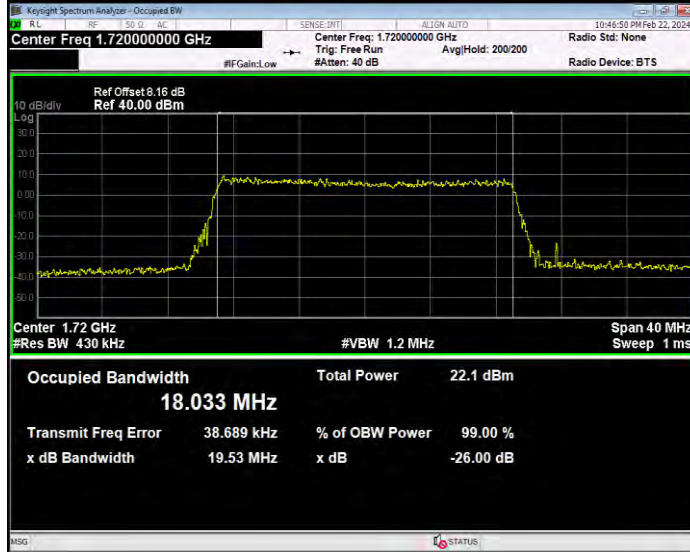 Keysight Spectrum Analyzer - Occupied BW
RL RF 50 Ω AC SENSE:INT ALIGN AUTO 10:46:50 PM Feb 22, 2024
Center Freq 1.720000000 GHz
Center Freq: 1.720000000 GHz
Radio Std: None
Trig: Free Run Avg|Hold: 200/200
#IFGain:Low #Atten: 40 dB Radio Device: BTS
Ref Offset 8.16 dB
10 dB/div Ref 40.00 dBm
Log
30.0
20.0
10.0
0.00
-10.0
-20.0
-30.0
-40.0
-50.0
Center 1.72 GHz Span 40 MHz
#Res BW 430 kHz #VBW 1.2 MHz Sweep 1 ms
Occupied Bandwidth Total Power 22.1 dBm
18.033 MHz
Transmit Freq Error 38.689 kHz % of OBW Power 99.00 %
x dB Bandwidth 19.53 MHz x dB -26.00 dB
MSG STATUS